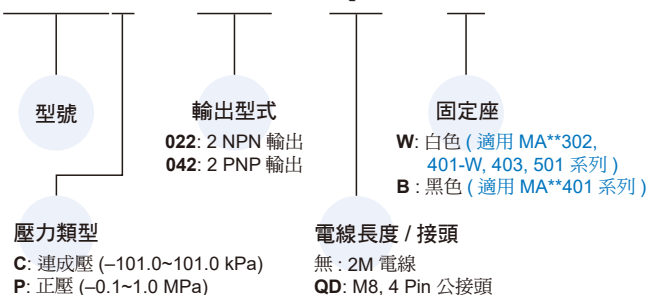 型號
輸出型式
022: 2 NPN 輸出
042: 2 PNP 輸出
固定座
W: 白色 ( 適用 MA**302,
401-W, 403, 501 系列 )
B : 黑色 ( 適用 MA**401 系列 )
壓力類型
C: 連成壓 (–101.0~101.0 kPa)
P: 正壓 (–0.1~1.0 MPa)
電線長度 / 接頭
無 : 2M 電線
QD: M8, 4 Pin 公接頭